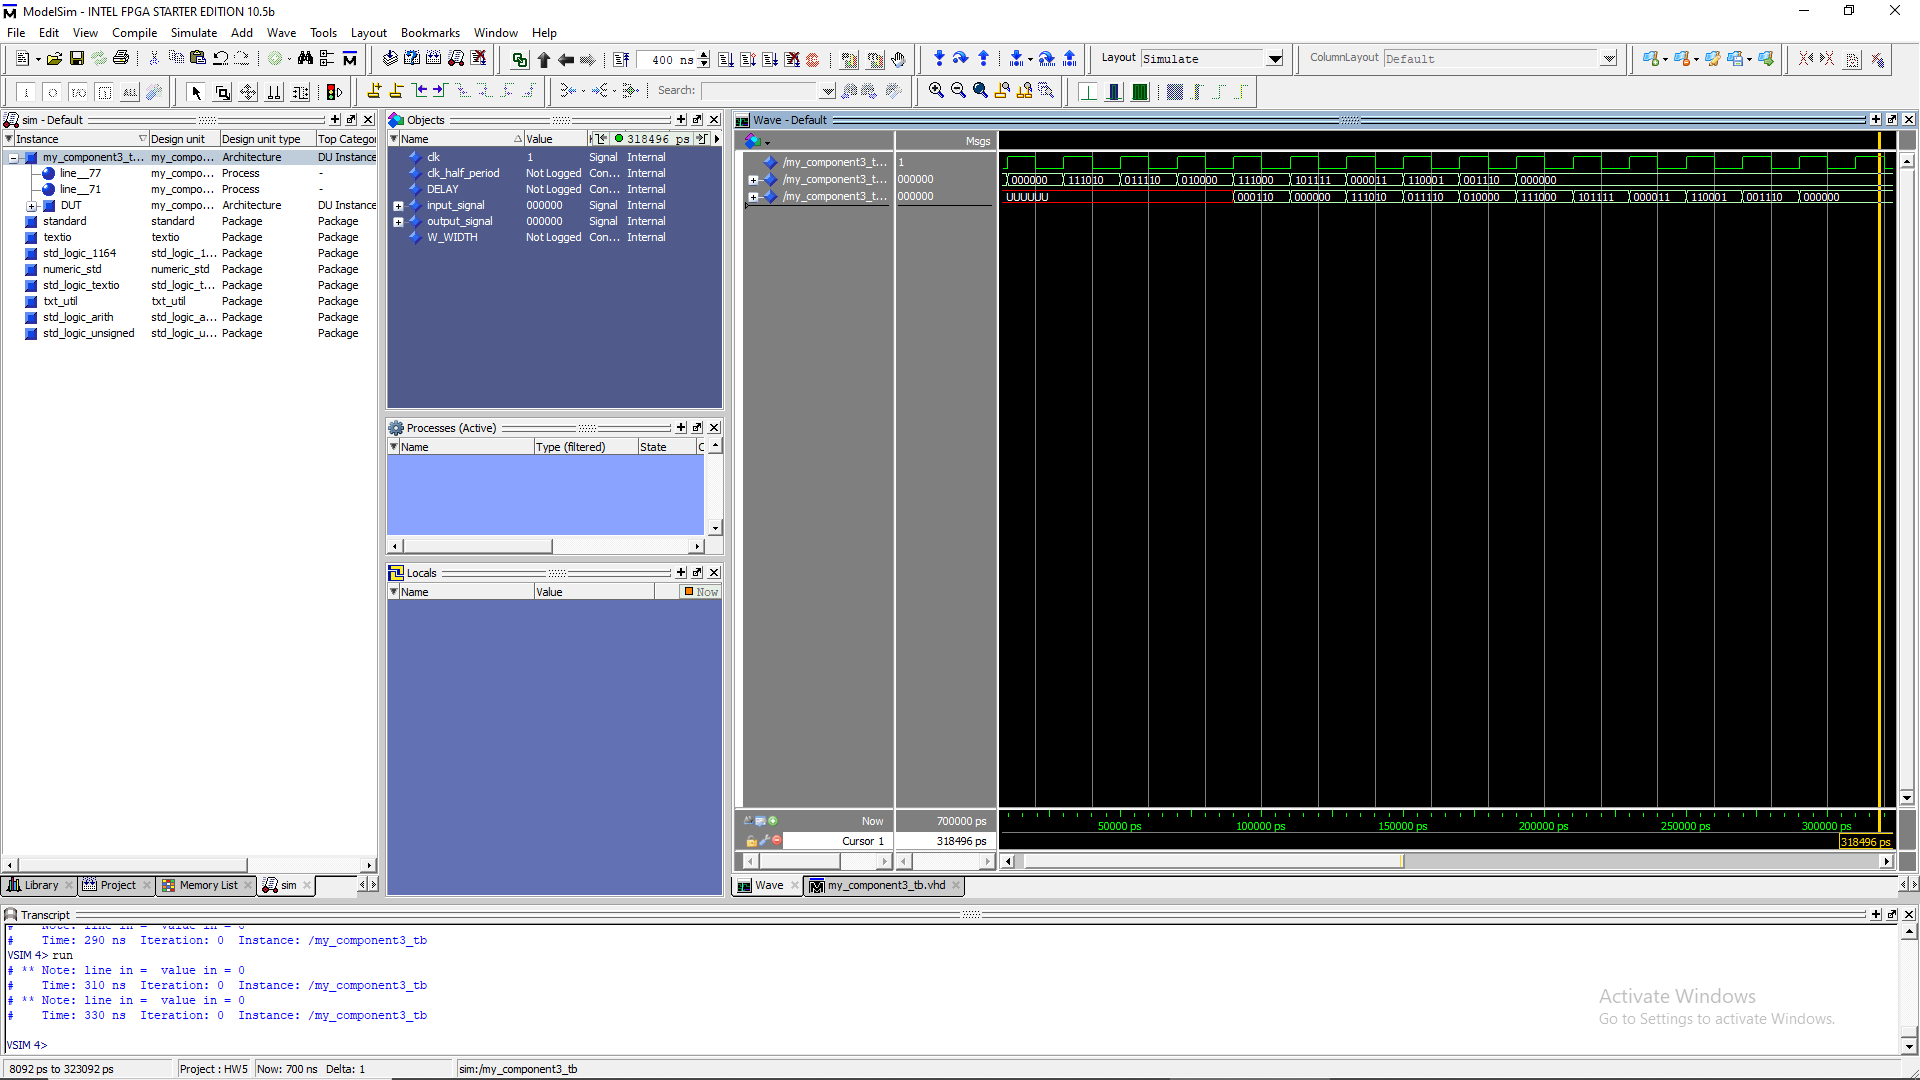 ModelSim - INTEL FPGA STARTER EDITION 10.5b
File Edit View Compile Simulate Add Wave Tools Layout Bookmarks Window Help
400 ns
Layout Simulate
ColumnLayout Default
Search:
sim - Default
Instance Design unit Design unit type Top Categor
my_component3_t... my_compo... Architecture DU Instance
line__77 my_compo... Process -
line__71 my_compo... Process -
DUT my_compo... Architecture DU Instance
standard standard Package Package
textio textio Package Package
std_logic_1164 std_logic_1... Package Package
numeric_std numeric_std Package Package
std_logic_textio std_logic_t... Package Package
txt_util txt_util Package Package
std_logic_arith std_logic_a... Package Package
std_logic_unsigned std_logic_u... Package Package
Library Project Memory List sim
Objects
Name Value 318496 ps
clk 1 Signal Internal
clk_half_period Not Logged Con... Internal
DELAY Not Logged Con... Internal
input_signal 000000 Signal Internal
output_signal 000000 Signal Internal
W_WIDTH Not Logged Con... Internal
Processes (Active)
Name Type (filtered) State
Locals
Name Value Now
Wave - Default
Msgs
/my_component3_t... 1
/my_component3_t... 000000 000000 111010 011110 010000 111000 101111 000011 110001 001110 000000
/my_component3_t... 000000 UUUUUU 000110 000000 111010 011110 010000 111000 101111 000011 110001 001110 000000
Now 700000 ps 50000 ps 100000 ps 150000 ps 200000 ps 250000 ps 300000 ps
Cursor 1 318496 ps 318496 ps
Wave my_component3_tb.vhd
Transcript
# Note: line in = value in = 0
# Time: 290 ns Iteration: 0 Instance: /my_component3_tb
VSIM 4> run
# ** Note: line in = value in = 0
# Time: 310 ns Iteration: 0 Instance: /my_component3_tb
# ** Note: line in = value in = 0
# Time: 330 ns Iteration: 0 Instance: /my_component3_tb
VSIM 4>
Activate Windows
Go to Settings to activate Windows.
8092 ps to 323092 ps Project : HW5 Now: 700 ns Delta: 1 sim:/my_component3_tb